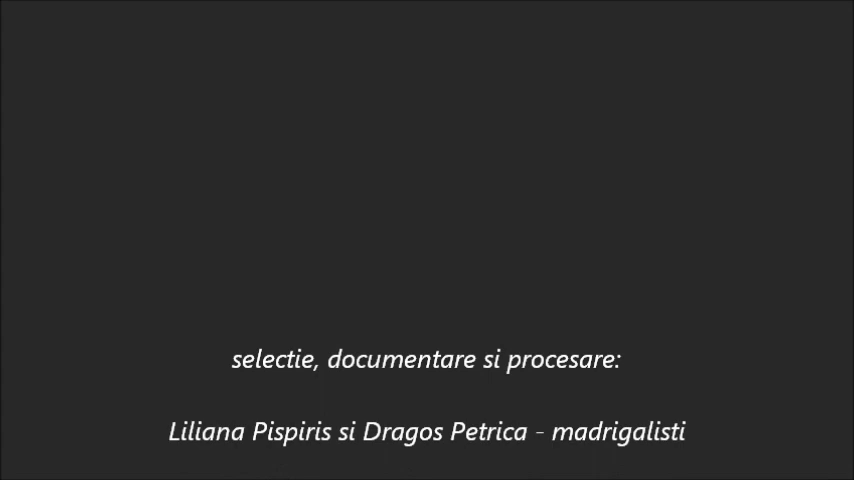 selectie, documentare si procesare:
Liliana Pispiris si Dragos Petrica - madrigalisti